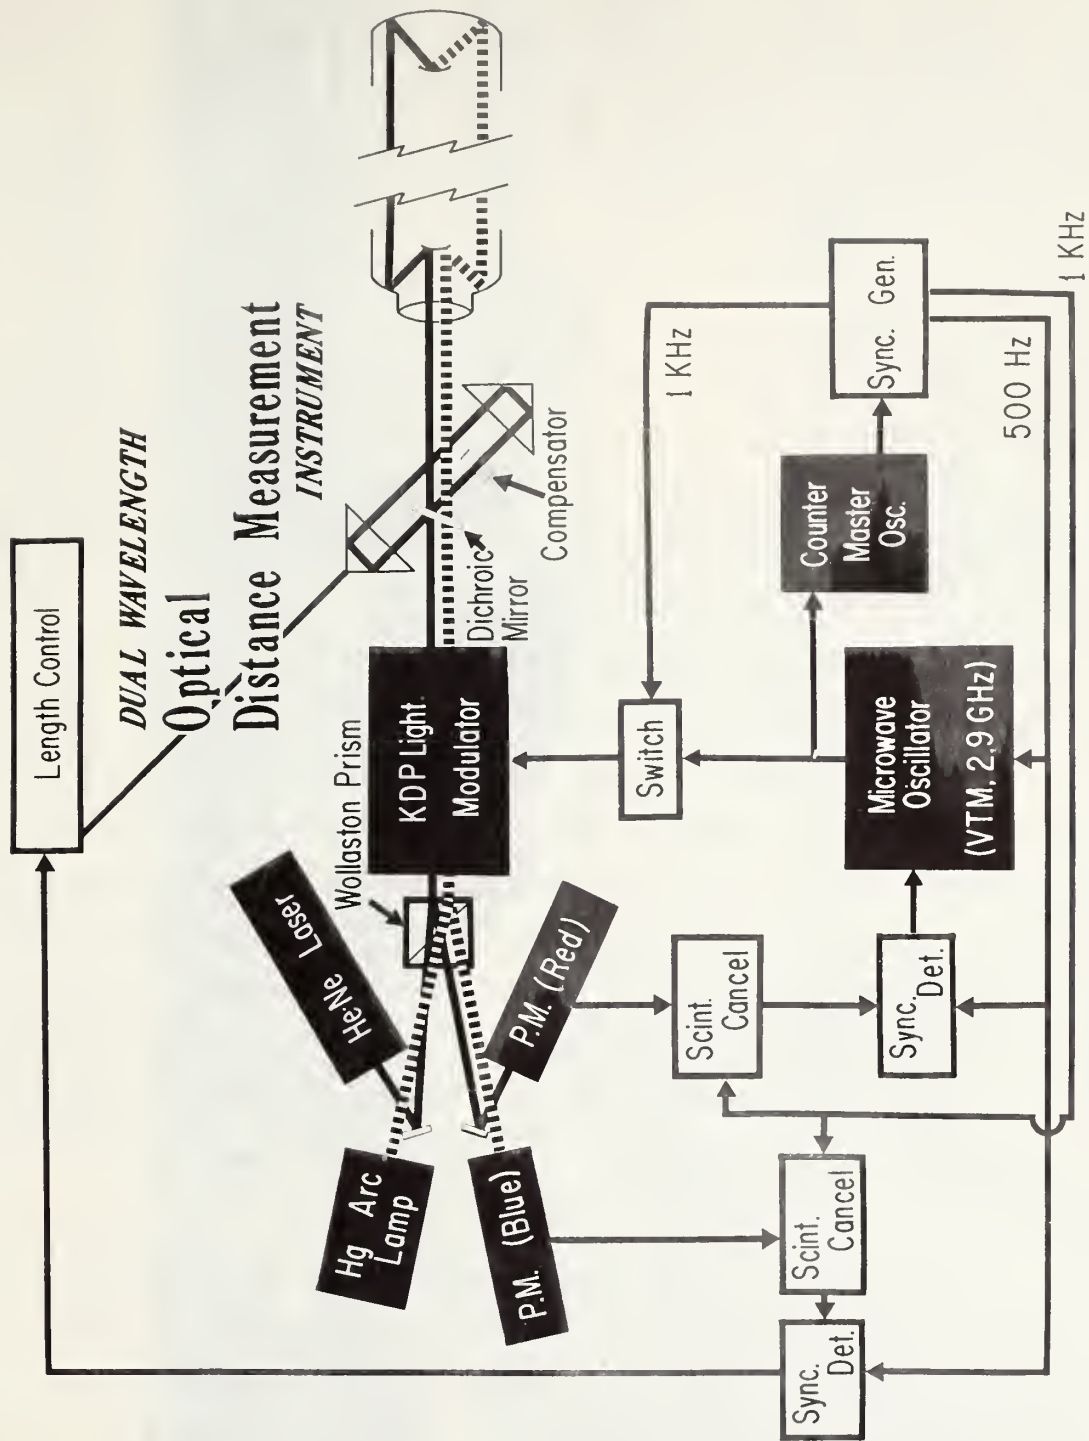 DUAL WAVELENGTH
Optical
Distance Measurement
INSTRUMENT
Length Control
Wollaston Prism
KDP Light
Modulator
Dichroic
Mirror
Compensator
He-Ne Laser
Hg Arc
Lamp
P.M. (Blue)
P.M. (Red)
Switch
1 KHz
Scint.
Cancel
Sync.
Det.
Microwave
Oscillator
(VTM, 2,9 GHz)
Counter
Master
Osc.
Sync. Gen.
500 Hz
1 KHz
Scint.
Cancel
Sync.
Det.